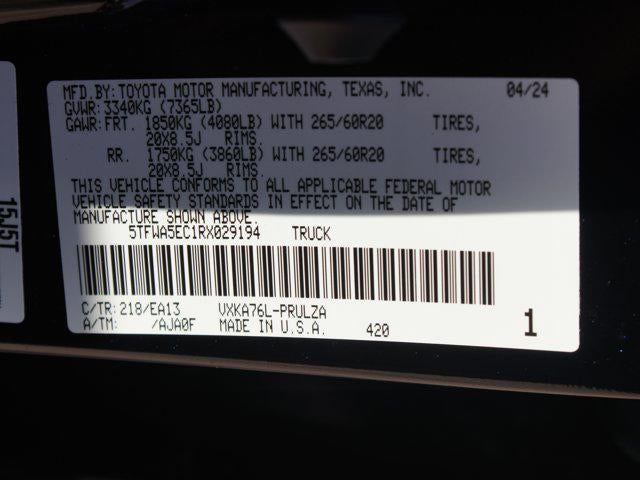 MFD.BY:TOYOTA MOTOR MANUFACTURING, TEXAS, INC. 04/24
GVWR: 3340KG (7365LB)
GAWR: FRT. 1850KG (4080LB) WITH 265/60R20 TIRES,
20X8.5J RIMS.
RR. 1750KG (3860LB) WITH 265/60R20 TIRES,
20X8.5J RIMS.
THIS VEHICLE CONFORMS TO ALL APPLICABLE FEDERAL MOTOR
VEHICLE SAFETY STANDARDS IN EFFECT ON THE DATE OF
MANUFACTURE SHOWN ABOVE.
5TFWA5EC1RX029194 TRUCK
C/TR: 218/EA13 VXKA76L-PRULZA
A/TM: /AJA0F MADE IN U.S.A. 420 1
15J5T